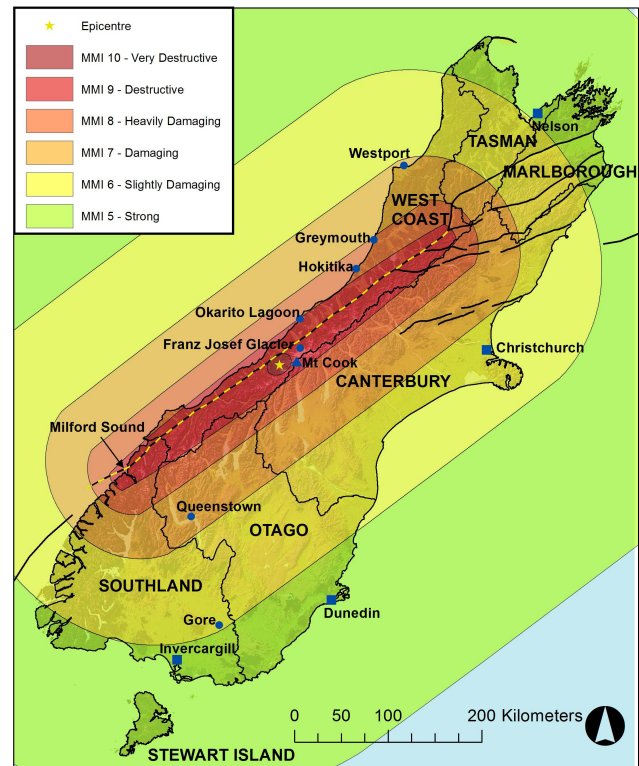 Epicentre
MMI 10 - Very Destructive
MMI 9 - Destructive
MMI 8 - Heavily Damaging
MMI 7 - Damaging
MMI 6 - Slightly Damaging
MMI 5 - Strong
Nelson
TASMAN
Westport
MARLBOROUGH
WEST
COAST
Greymouth
Hokitika
Okarito Lagoon
Franz Josef Glacier
Christchurch
Mt Cook
CANTERBURY
Milford Sound
Queenstown
OTAGO
SOUTHLAND
Dunedin
Gore
Invercargill
0 50 100 200 Kilometers
STEWART ISLAND